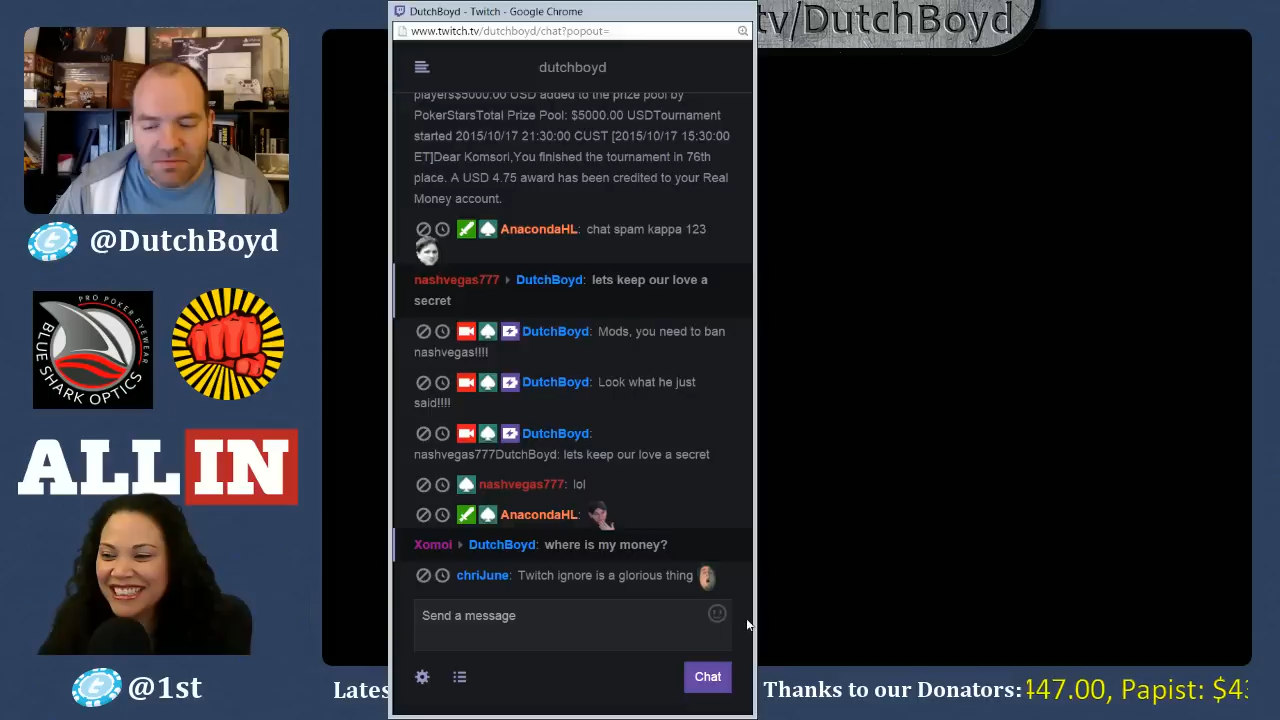 DutchBoyd - Twitch - Google Chrome
www.twitch.tv/dutchboyd/chat?popout=
tv/DutchBoyd
dutchboyd
players$5000.00 USD added to the prize pool by
PokerStarsTotal Prize Pool: $5000.00 USDTournament
started 2015/10/17 21:30:00 CUST [2015/10/17 15:30:00
ET]Dear Komsori,You finished the tournament in 76th
place. A USD 4.75 award has been credited to your Real
Money account.
AnacondaHL: chat spam kappa 123
nashvegas777 DutchBoyd: lets keep our love a
secret
DutchBoyd: Mods, you need to ban
nashvegas!!!!
DutchBoyd: Look what he just
said!!!!
DutchBoyd:
nashvegas777DutchBoyd: lets keep our love a secret
nashvegas777: lol
AnacondaHL:
Xomoi DutchBoyd: where is my money?
chriJune: Twitch ignore is a glorious thing
Send a message
Chat
@DutchBoyd
PRO POKER EYEWEAR
BLUE SHARK OPTICS
ALL IN
@1st
Lates
Thanks to our Donators:
447.00, Papist: $4